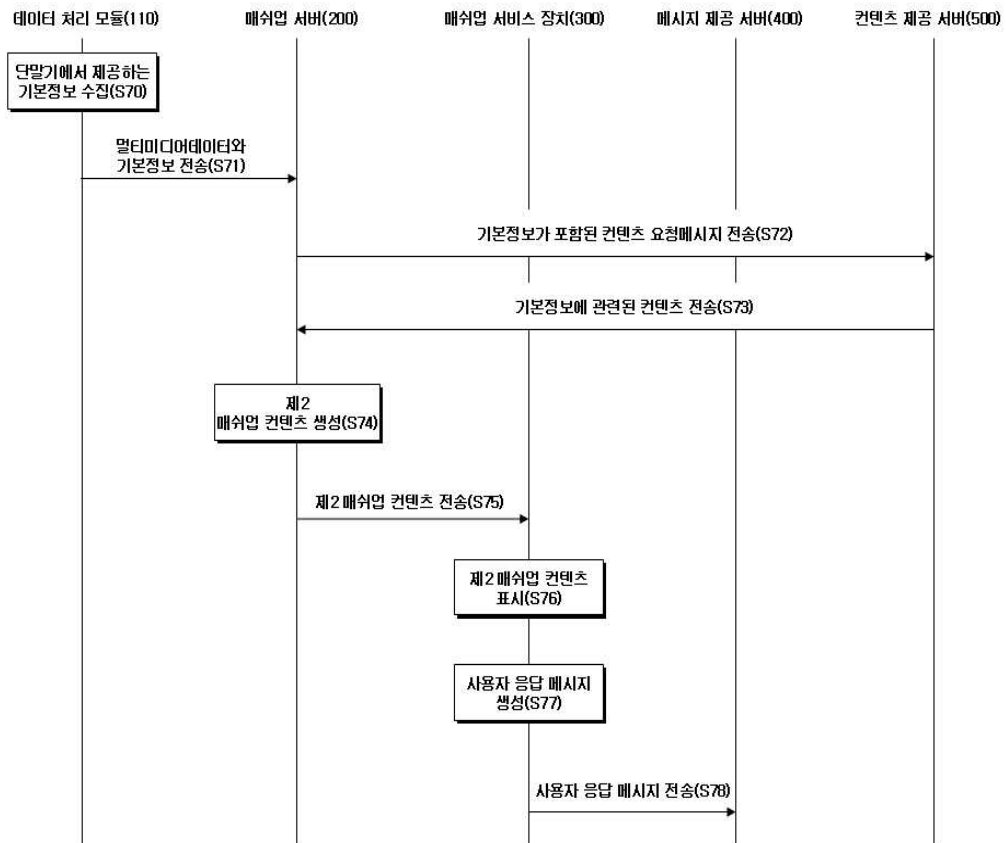 데이터 처리 모듈(110)
매쉬업 서버(200)
매쉬업 서비스 장치(300)
메시지 제공 서버(400)
컨텐츠 제공 서버(500)
단말기에서 제공하는
기본정보 수집(S70)
멀티미디어테이터와
기본정보 전송(S71)
기본정보가 포함된 컨텐츠 요청메시지 전송(S72)
기본정보에 관련된 컨텐츠 전송(S73)
제2
매쉬업 컨텐츠 생성(S74)
제2 매쉬업 컨텐츠 전송(S75)
제2 매쉬업 컨텐츠
표시(S76)
사용자 응답 메시지
생성(S77)
사용자 응답 메시지 전송(S78)